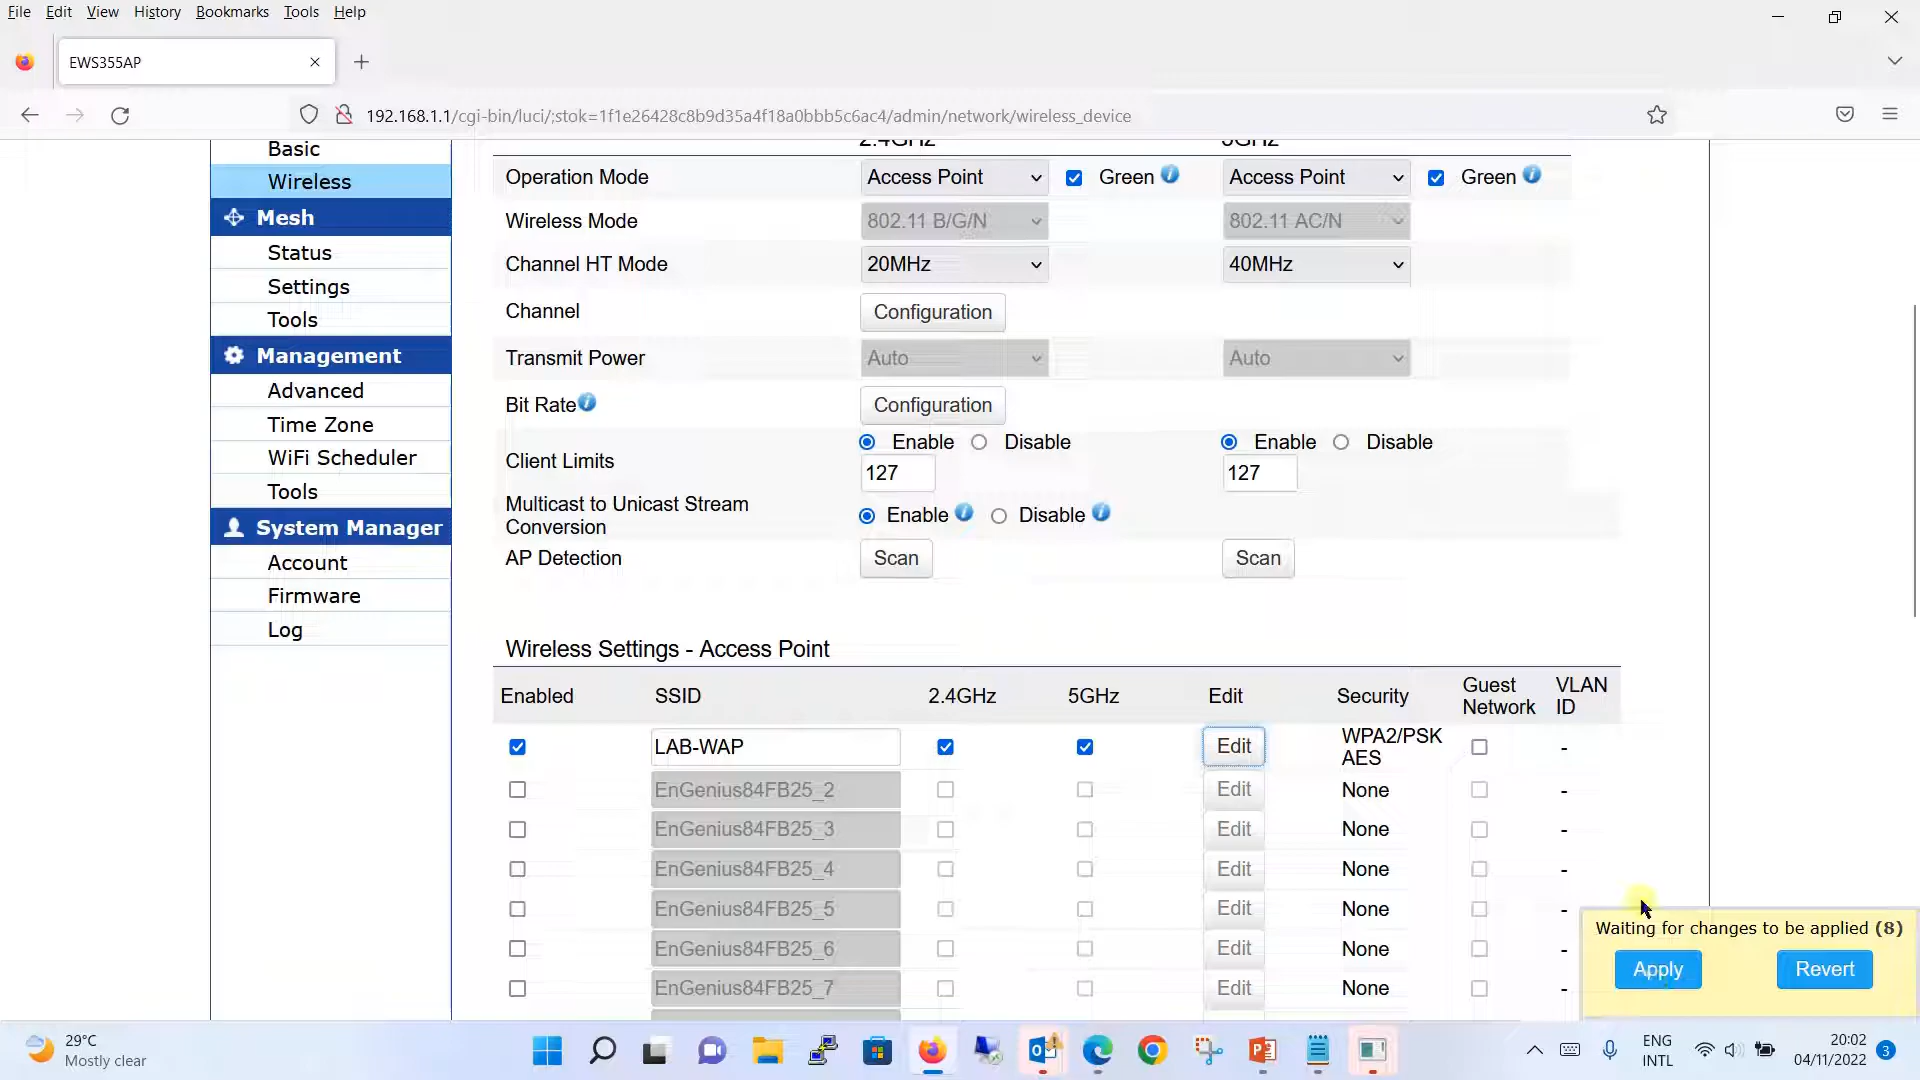 File Edit View History Bookmarks Tools Help
EWS355AP
192.168.1.1/cgi-bin/luci/;stok=1f1e26428c8b9d35a4f18a0bbb5c6ac4/admin/network/wireless_device
Basic
Wireless
Mesh
Status
Settings
Tools
Management
Advanced
Time Zone
WiFi Scheduler
Tools
System Manager
Account
Firmware
Log
2.4GHz 5GHz
Operation Mode Access Point Green Access Point Green
Wireless Mode 802.11 B/G/N 802.11 AC/N
Channel HT Mode 20MHz 40MHz
Channel Configuration
Transmit Power Auto Auto
Bit Rate Configuration
Client Limits Enable Disable Enable Disable
127 127
Multicast to Unicast Stream
Conversion Enable Disable
AP Detection Scan Scan
Wireless Settings - Access Point
Enabled SSID 2.4GHz 5GHz Edit Security Guest Network VLAN ID
LAB-WAP Edit WPA2/PSK AES -
EnGenius84FB25_2 Edit None -
EnGenius84FB25_3 Edit None -
EnGenius84FB25_4 Edit None -
EnGenius84FB25_5 Edit None -
EnGenius84FB25_6 Edit None -
EnGenius84FB25_7 Edit None -
Waiting for changes to be applied (8)
Apply Revert
29°C
Mostly clear
ENG
INTL
20:02
04/11/2022
3